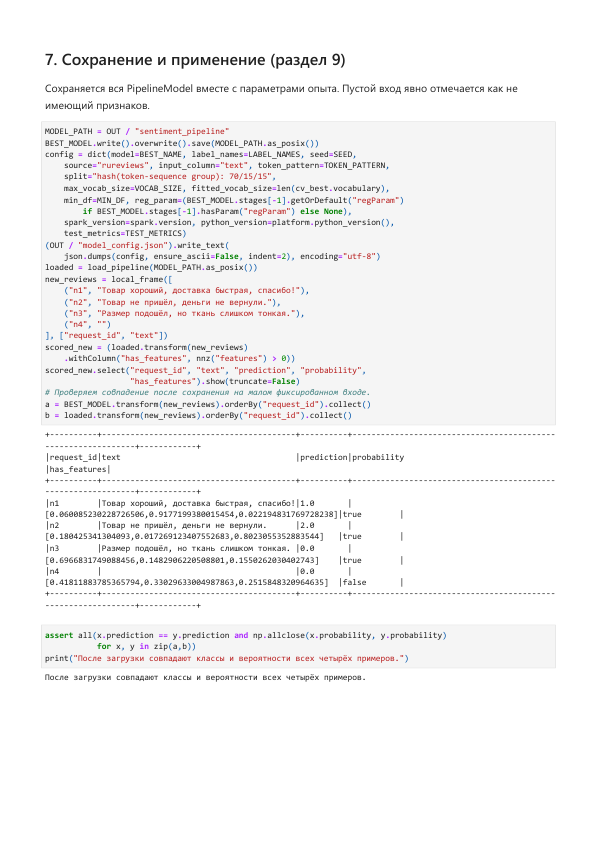 7. Сохранение и применение (раздел 9)
Сохраняется вся PipelineModel вместе с параметрами опыта. Пустой вход явно отмечается как не
имеющий признаков.
MODEL_PATH = OUT / "sentiment_pipeline"
BEST_MODEL.write().overwrite().save(MODEL_PATH.as_posix())
config = dict(model=BEST_NAME, label_names=LABEL_NAMES, seed=SEED,
    source="rureviews", input_column="text", token_pattern=TOKEN_PATTERN,
    split="hash(token-sequence group): 70/15/15",
    max_vocab_size=VOCAB_SIZE, fitted_vocab_size=len(cv_best.vocabulary),
    min_df=MIN_DF, reg_param=(BEST_MODEL.stages[-1].getOrDefault("regParam")
        if BEST_MODEL.stages[-1].hasParam("regParam") else None),
    spark_version=spark.version, python_version=platform.python_version(),
    test_metrics=TEST_METRICS)
(OUT / "model_config.json").write_text(
    json.dumps(config, ensure_ascii=False, indent=2), encoding="utf-8")
loaded = load_pipeline(MODEL_PATH.as_posix())
new_reviews = local_frame([
    ("n1", "Товар хороший, доставка быстрая, спасибо!"),
    ("n2", "Товар не пришёл, деньги не вернули."),
    ("n3", "Размер подошёл, но ткань слишком тонкая."),
    ("n4", "")
], ["request_id", "text"])
scored_new = (loaded.transform(new_reviews)
    .withColumn("has_features", nnz("features") > 0))
scored_new.select("request_id", "text", "prediction", "probability",
                  "has_features").show(truncate=False)
# Проверяем совпадение после сохранения на малом фиксированном входе.
a = BEST_MODEL.transform(new_reviews).orderBy("request_id").collect()
b = loaded.transform(new_reviews).orderBy("request_id").collect()
+----------+-----------------------------------------+----------+-------------------------------------------
-------------------+------------+
|request_id|text                                     |prediction|probability
|has_features|
+----------+-----------------------------------------+----------+-------------------------------------------
-------------------+------------+
|n1        |Товар хороший, доставка быстрая, спасибо!|1.0       |
[0.060085230228726506,0.9177199380015454,0.022194831769728238]|true        |
|n2        |Товар не пришёл, деньги не вернули.      |2.0       |
[0.180425341304093,0.017269123407552683,0.8023055352883544]   |true        |
|n3        |Размер подошёл, но ткань слишком тонкая. |0.0       |
[0.6966831749088456,0.1482906220508801,0.1550262030402743]    |true        |
|n4        |                                         |0.0       |
[0.41811883785365794,0.33029633004987863,0.2515848320964635]  |false       |
+----------+-----------------------------------------+----------+-------------------------------------------
-------------------+------------+
assert all(x.prediction == y.prediction and np.allclose(x.probability, y.probability)
           for x, y in zip(a,b))
print("После загрузки совпадают классы и вероятности всех четырёх примеров.")
После загрузки совпадают классы и вероятности всех четырёх примеров.